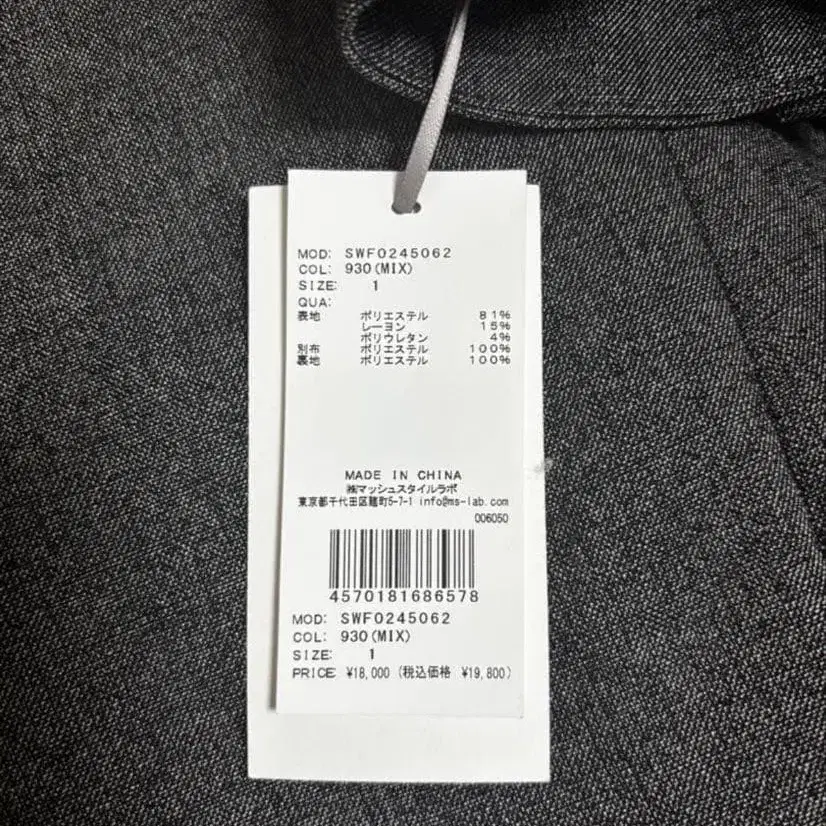 MOD: SWF0245062
COL: 930(MIX)
SIZE: 1
QUA:
表地 ポリエステル 81%
レーヨン 15%
ポリウレタン 4%
別布 ポリエステル 100%
裏地 ポリエステル 100%
MADE IN CHINA
㈱マッシュスタイルラボ
東京都千代田区麹町5-7-1 info@ms-lab.com
006050
4570181686578
MOD: SWF0245062
COL: 930(MIX)
SIZE: 1
PRICE ¥18,000 (税込価格 ¥19,800)